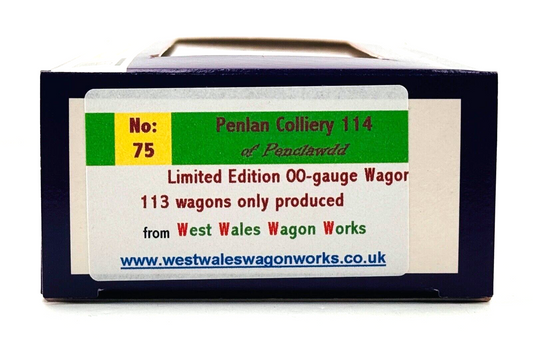 No:
75
Penlan Colliery 114
of Penclawdd
Limited Edition OO-gauge Wagon
113 wagons only produced
from West Wales Wagon Works
www.westwaleswagonworks.co.uk